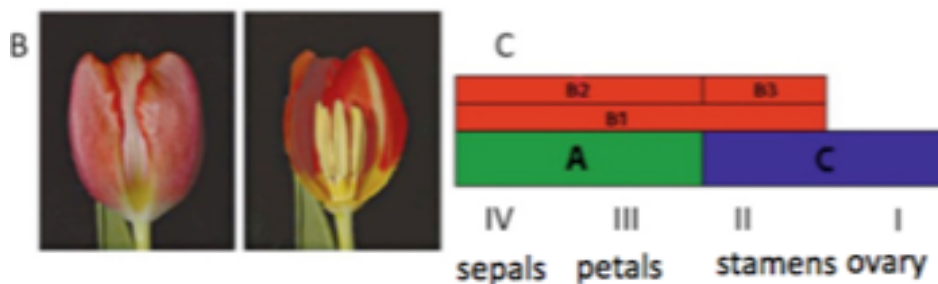 B
C
B2 B3
B1
A C
IV III II I
sepals petals stamens ovary